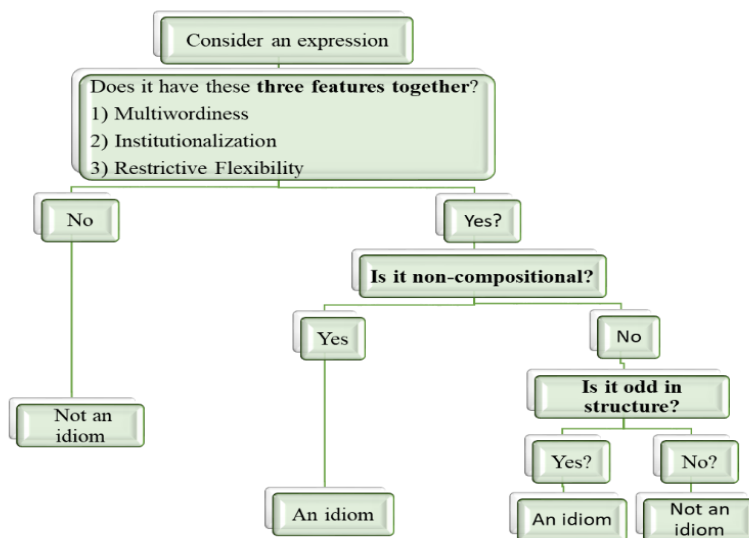 Consider an expression
Does it have these three features together?
1) Multiwordiness
2) Institutionalization
3) Restrictive Flexibility
No
Yes?
Is it non-compositional?
Yes
No
Is it odd in
structure?
Not an
idiom
Yes?
No?
An idiom
An idiom
Not an
idiom